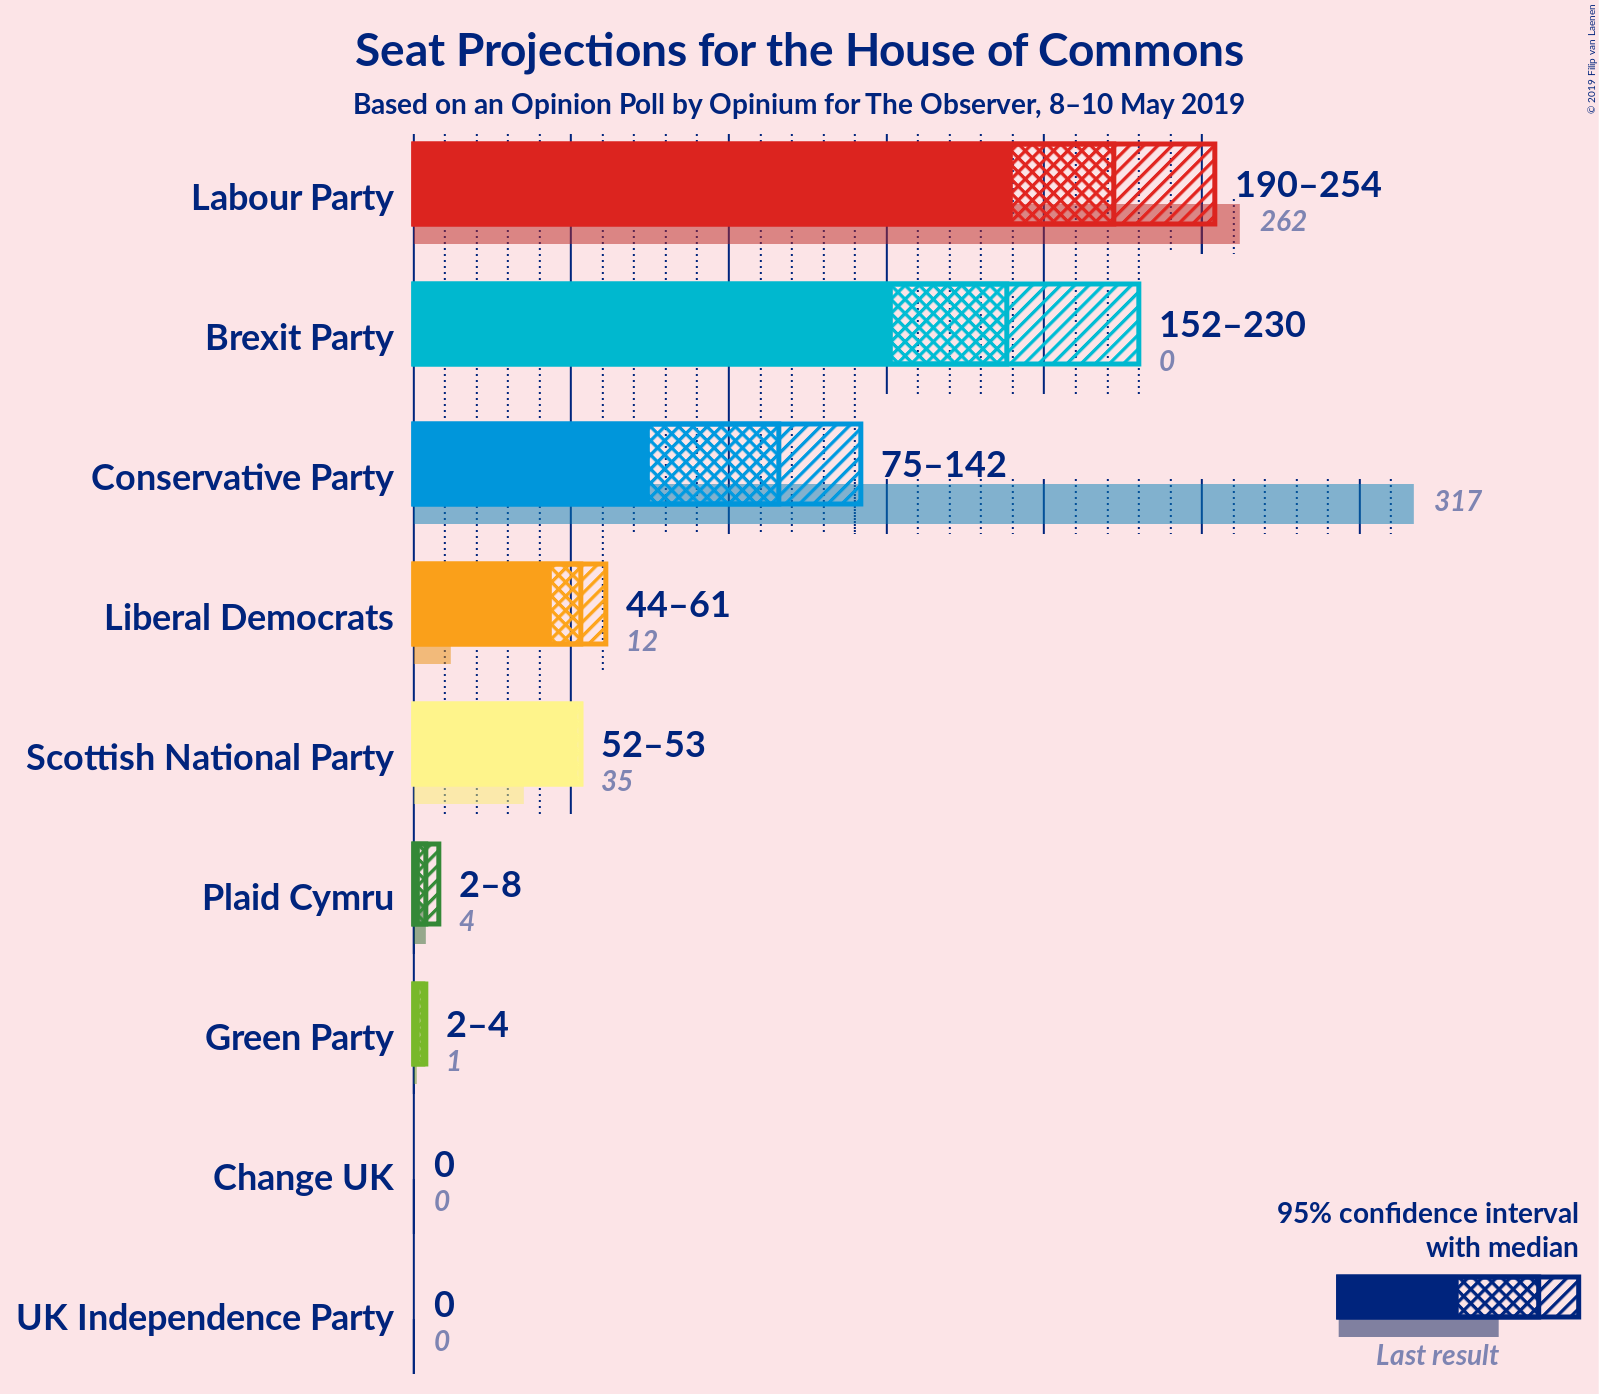 Seat Projections for the House of Commons
Based on an Opinion Poll by Opinium for The Observer, 8–10 May 2019
© 2019 Filip van Laenen
Labour Party
190–254
262
Brexit Party
152–230
0
Conservative Party
75–142
317
Liberal Democrats
44–61
12
Scottish National Party
52–53
35
Plaid Cymru
2–8
4
Green Party
2–4
1
Change UK
0
0
UK Independence Party
0
0
95% confidence interval
with median
Last result